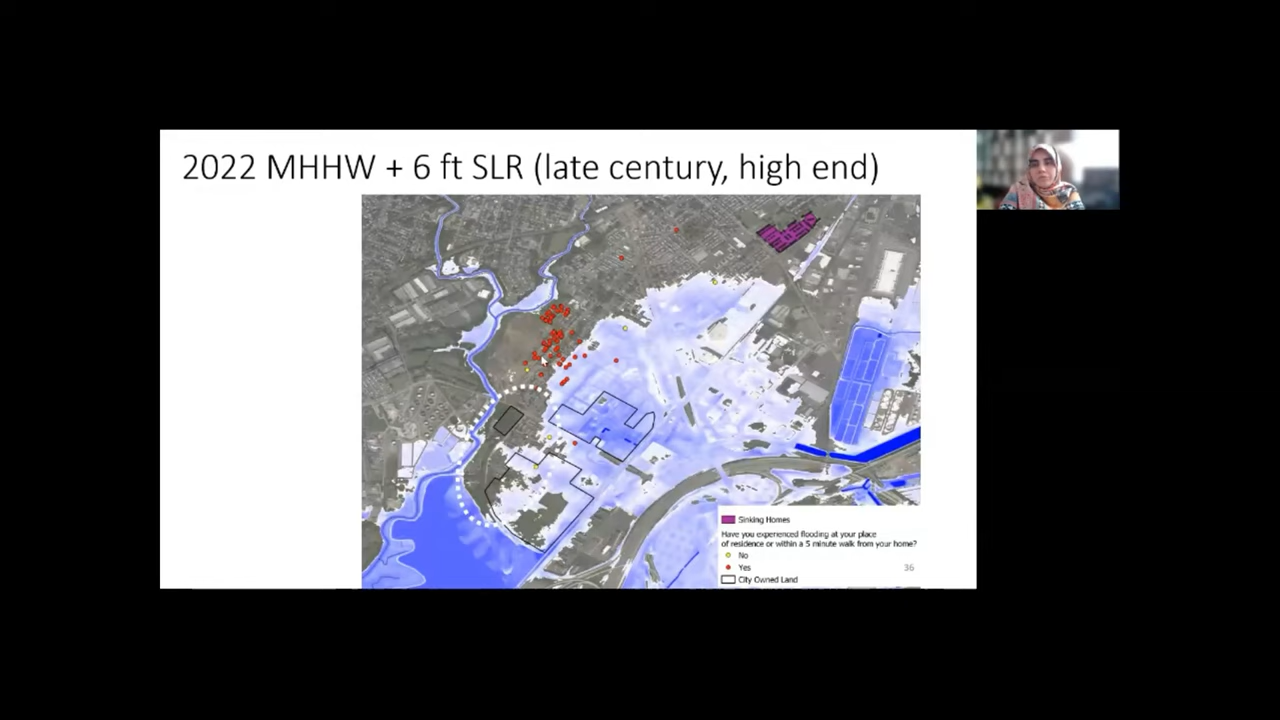 2022 MHHW + 6 ft SLR (late century, high end)
Sinking Homes
Have you experienced flooding at your place
of residence or within a 5 minute walk from your home?
No
Yes
36
City Owned Land